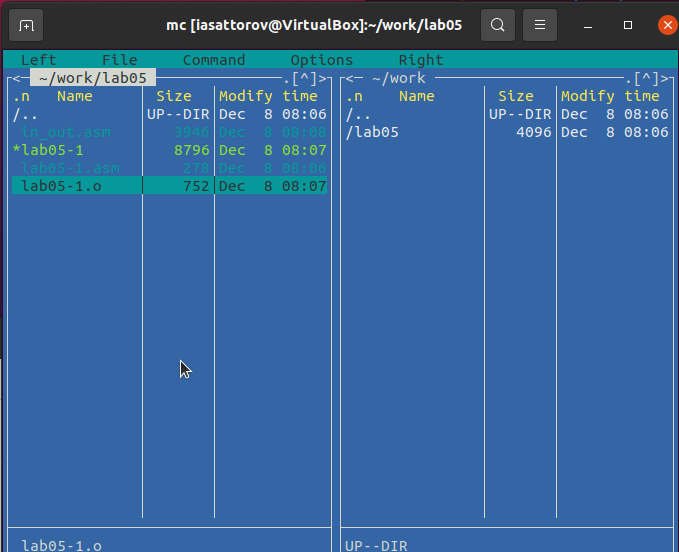 mc [iasattorov@VirtualBox]:~/work/lab05
Left File Command Options Right
<─ ~/work/lab05 ─.[^]>
.n Name Size Modify time
/.. UP--DIR Dec 8 08:06
in_out.asm 3946 Dec 8 08:08
*lab05-1 8796 Dec 8 08:07
lab05-1.asm 278 Dec 8 08:06
lab05-1.o 752 Dec 8 08:07
lab05-1.o
<─ ~/work ─.[^]>
.n Name Size Modify time
/.. UP--DIR Dec 8 08:06
/lab05 4096 Dec 8 08:06
UP--DIR